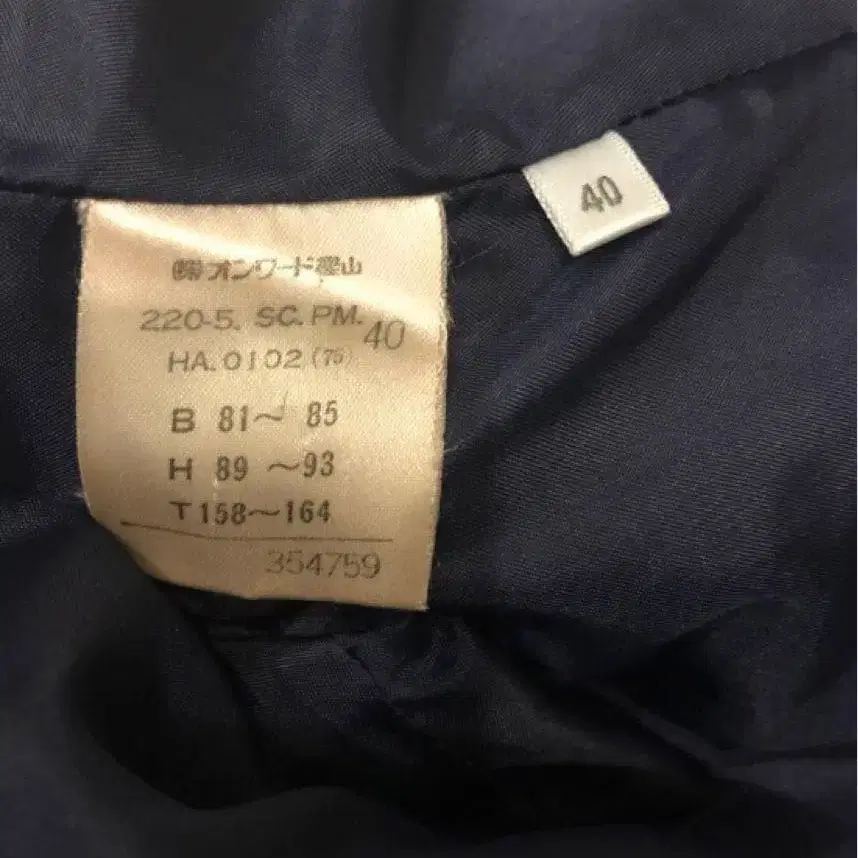 ㈱オンワード樫山
220-5. SC. PM. 40
HA. 0102 (75)
B 81~ 85
H 89 ~93
T 158~164
354759
40